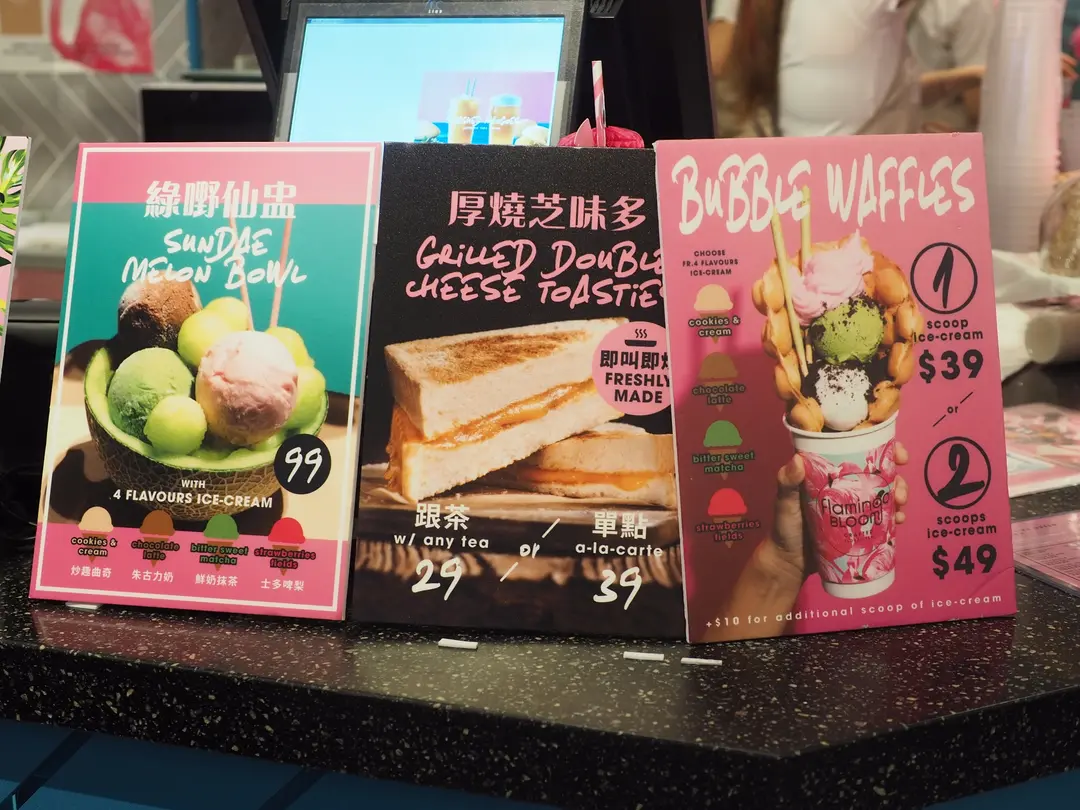 綠嘢仙盅
SUNDAE
MELON BOWL
99
WITH
4 FLAVOURS ICE-CREAM
cookies &
cream
chocolate
latte
bitter sweet
matcha
strawberries
fields
炒趣曲奇
朱古力奶
鮮奶抹茶
士多啤梨
厚燒芝味多
GRILLED DOUBLE
CHEESE TOASTIE
即叫即
FRESHLY
MADE
跟茶
w/ any tea
29
or
單點
a-la-carte
39
BUBBLE WAFFLES
CHOOSE
FR.4 FLAVOURS
ICE-CREAM
cookies &
cream
chocolate
latte
bitter sweet
matcha
strawberries
fields
1
scoop
ice-cream
$39
or
2
scoops
ice-cream
$49
flamingo
BLOOM
+$10 for additional scoop of ice-cream